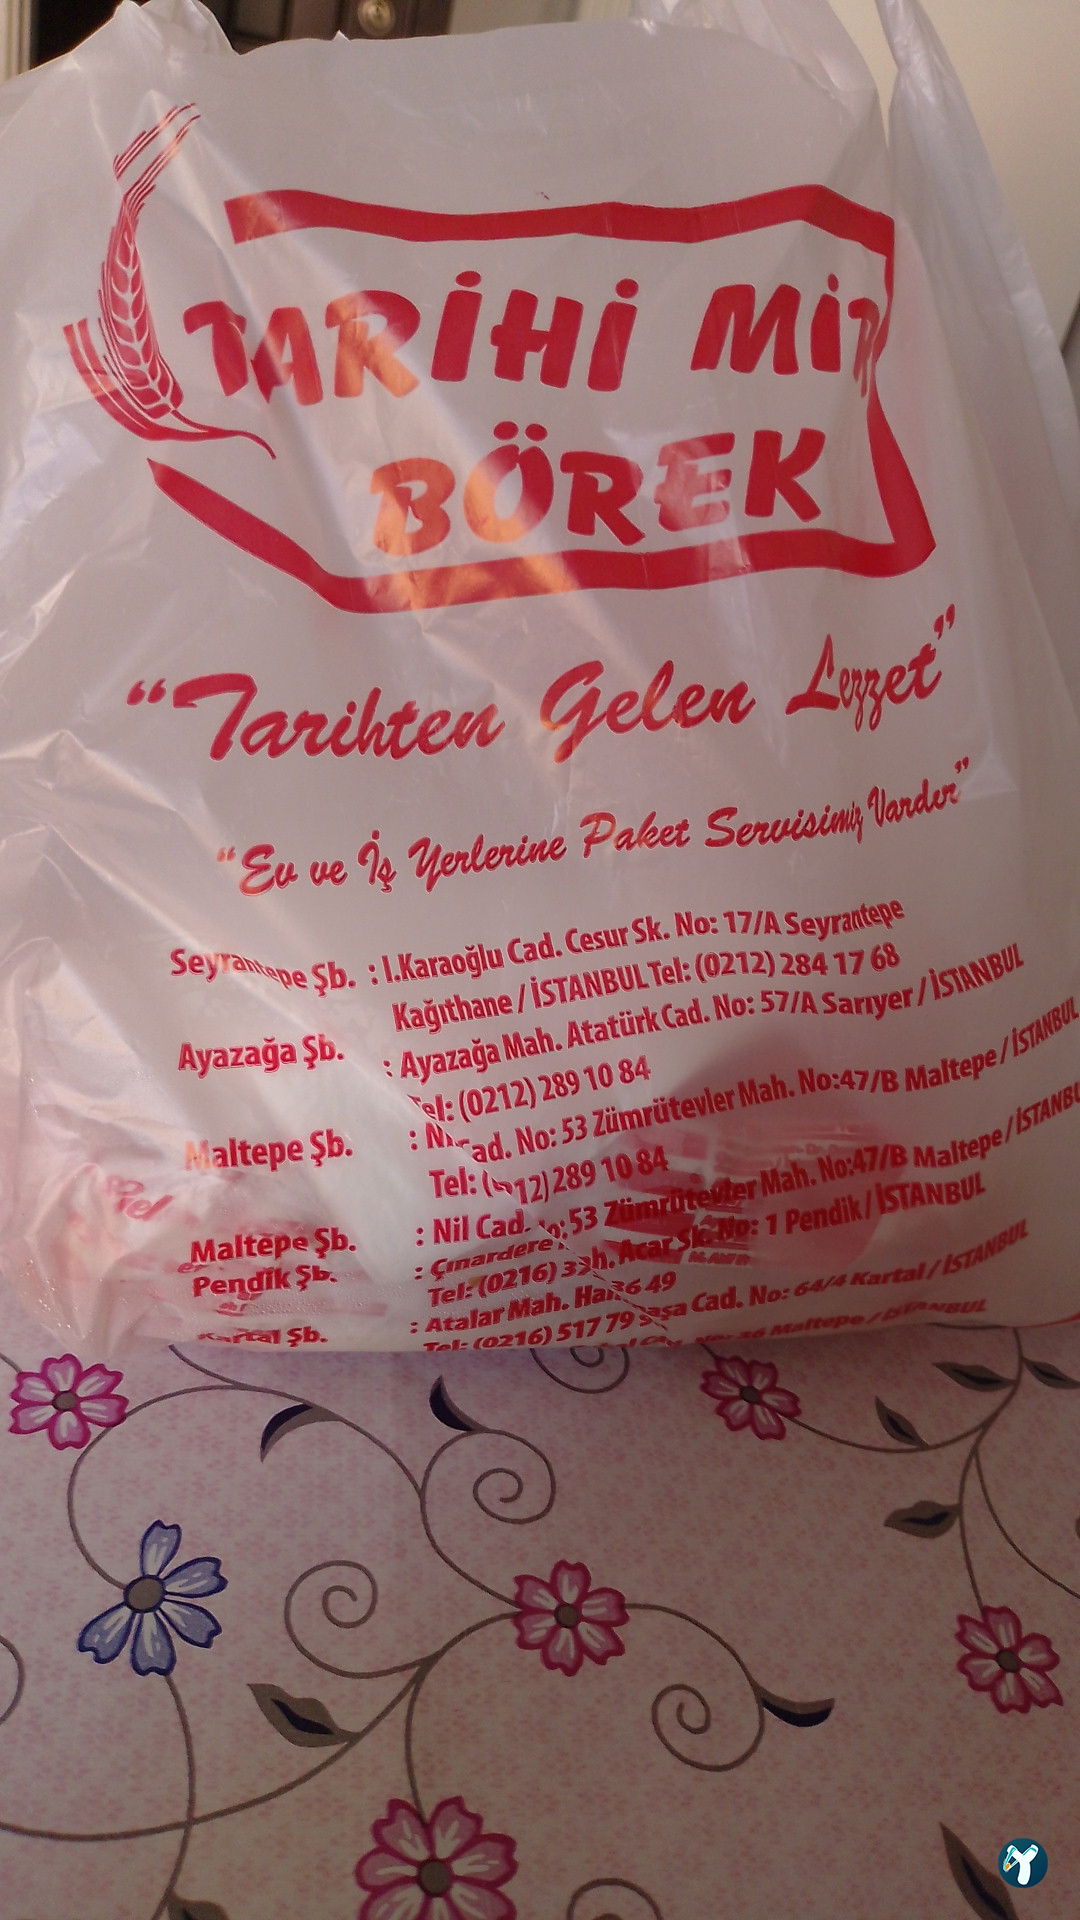 TARİHİ MİR
BÖREK
“Tarihten Gelen Lezzet”
“Ev ve İş Yerlerine Paket Servisimiz Vardır”
Seyrantepe Şb. : I.Karaoğlu Cad. Cesur Sk. No: 17/A Seyrantepe
Kağıthane / İSTANBUL Tel: (0212) 284 17 68
Ayazağa Şb. : Ayazağa Mah. Atatürk Cad. No: 57/A Sarıyer / İSTANBUL
Tel: (0212) 289 10 84
Maltepe Şb. : Cad. No: 53 Zümrütevler Mah. No:47/B Maltepe / İSTANBUL
Tel: 289 10 84
Maltepe Şb. : Nil Cad. 53 Zümrütevler Mah. No:47/B Maltepe / İSTANBUL
Pendik Şb. : Çınardere Acar Sk. No: 1 Pendik / İSTANBUL
Tel: (0216) 36 49
Kartal Şb. : Atalar Mah. Cad. No: 64/4 Kartal / İSTANBUL
Tel: (0216) 517 79
Maltepe / İSTANBUL